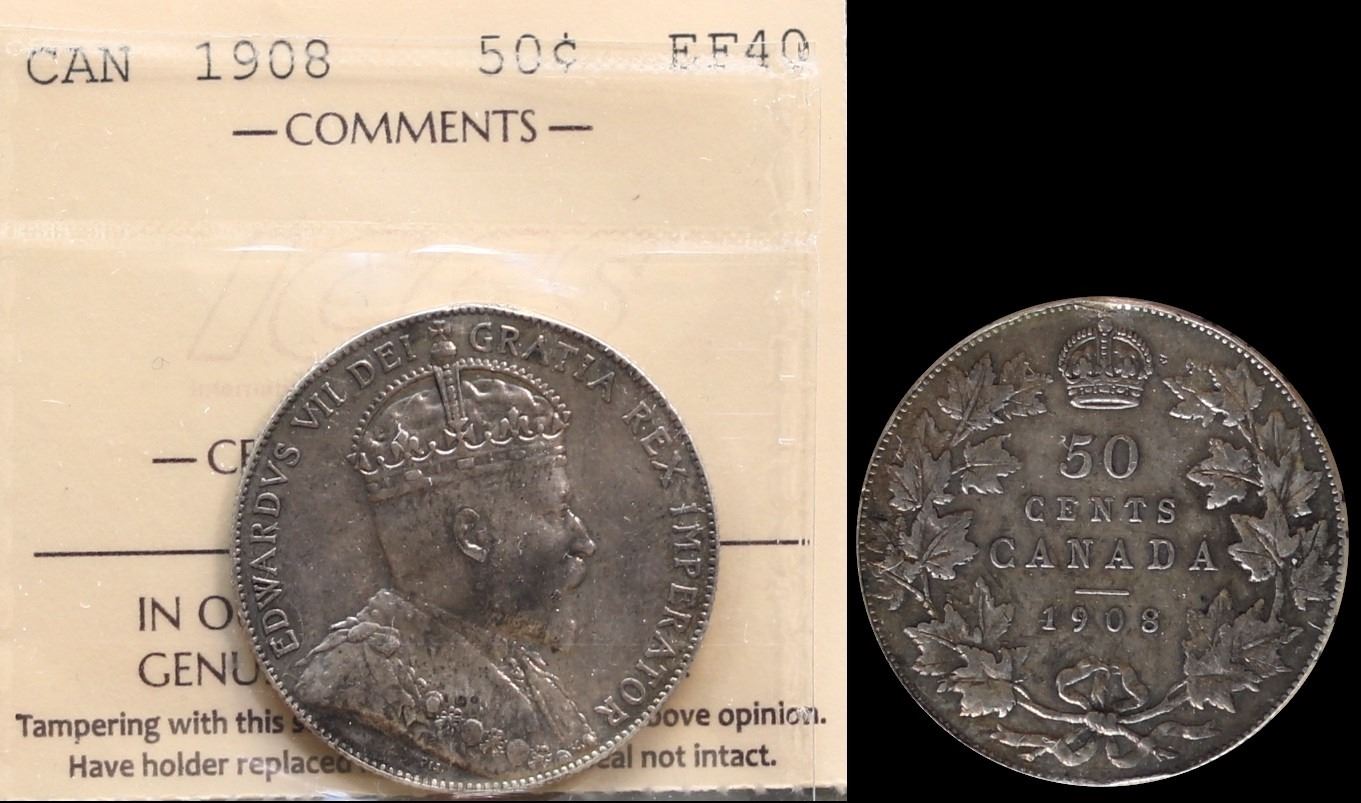 CAN 1908 50¢ EF40
— COMMENTS —
— CE
IN O
GENU
Tampering with this s bove opinion.
Have holder replaced eal not intact.
EDWARDVS VII DEI GRATIA REX IMPERATOR
50
CENTS
CANADA
1908